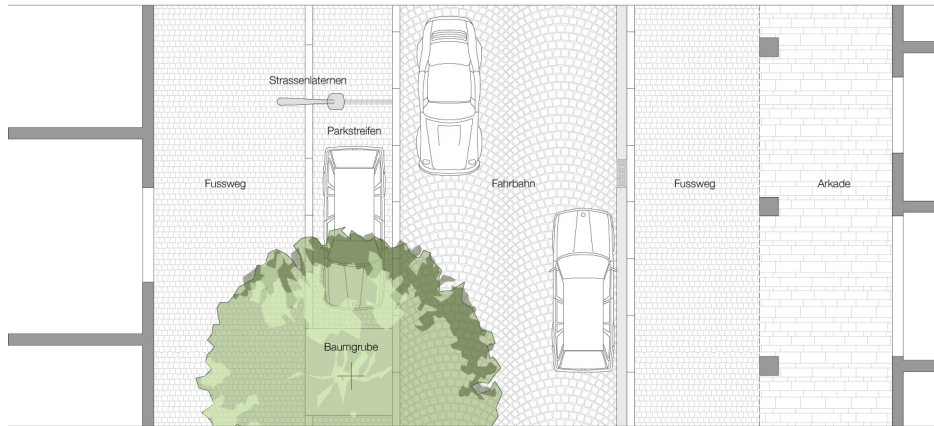 Strassenlaternen
Parkstreifen
Fussweg
Fahrbahn
Fussweg
Arkade
Baumgrube